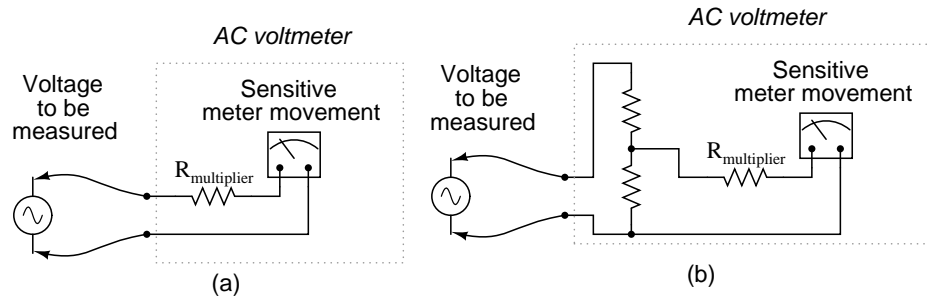 AC voltmeter
Voltage
to be
measured
Sensitive
meter movement
Rmultiplier
(a)
AC voltmeter
Voltage
to be
measured
Sensitive
meter movement
Rmultiplier
(b)